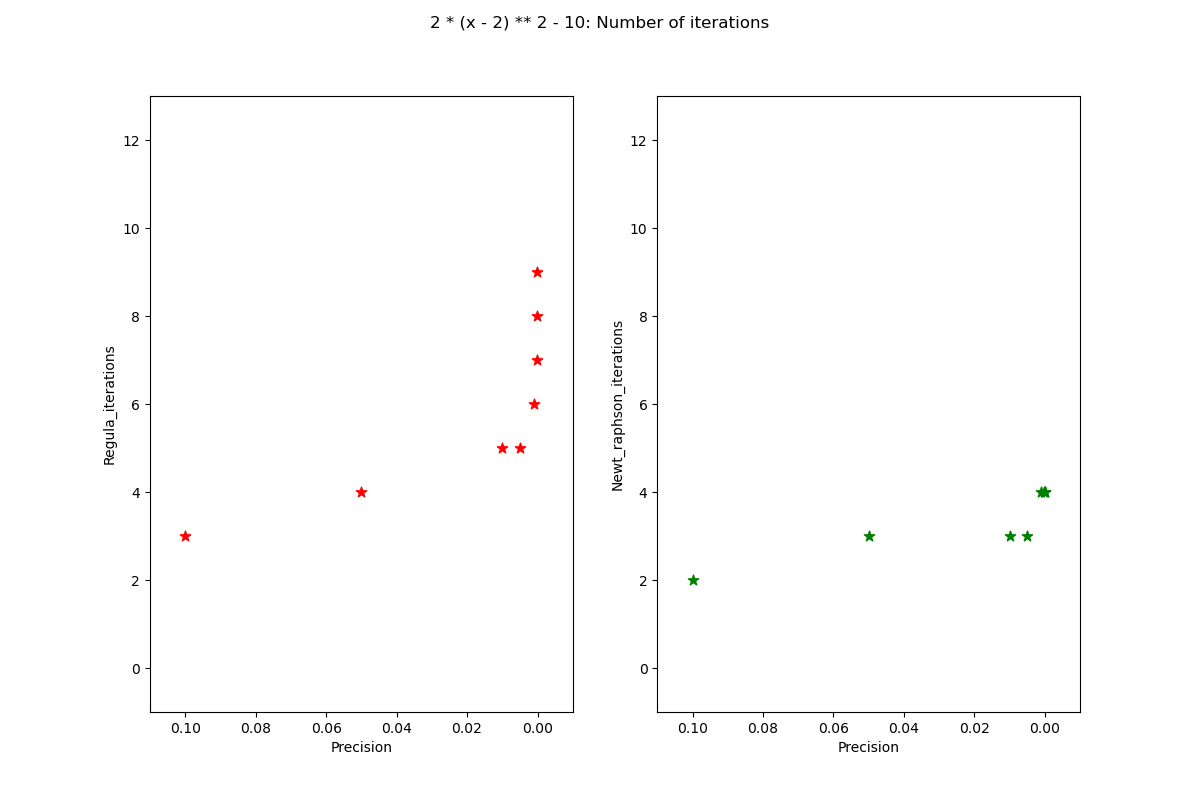 2 * (x - 2) ** 2 - 10: Number of iterations
12
10
8
6
4
2
0
Regula_iterations
0.10 0.08 0.06 0.04 0.02 0.00
Precision
12
10
8
6
4
2
0
Newt_raphson_iterations
0.10 0.08 0.06 0.04 0.02 0.00
Precision